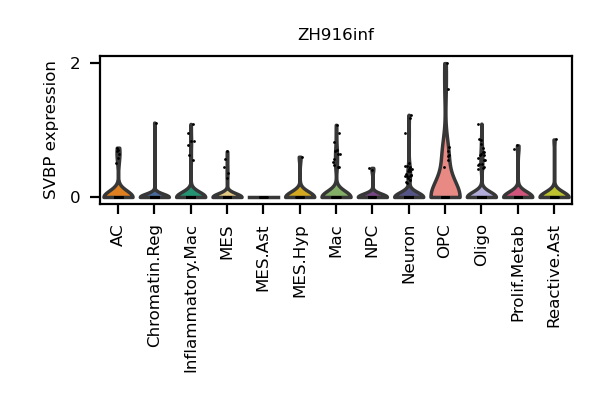 ZH916inf
SVBP expression
2
0
AC
Chromatin.Reg
Inflammatory.Mac
MES
MES.Ast
MES.Hyp
Mac
NPC
Neuron
OPC
Oligo
Prolif.Metab
Reactive.Ast